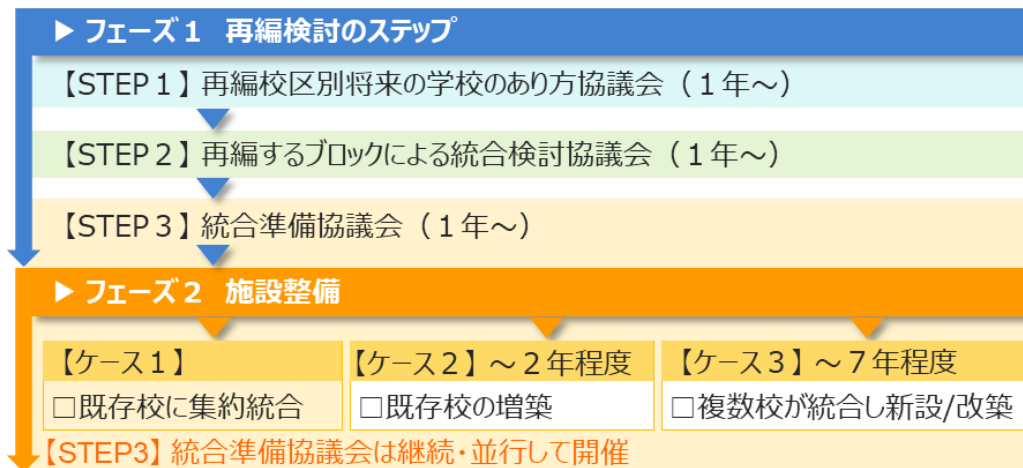 ▶ フェーズ１ 再編検討のステップ
【STEP１】再編校区別将来の学校のあり方協議会（１年～）
【STEP２】再編するブロックによる統合検討協議会（１年～）
【STEP３】統合準備協議会（１年～）
▶ フェーズ２ 施設整備
【ケース１】
□既存校に集約統合
【ケース２】～２年程度
□既存校の増築
【ケース３】～７年程度
□複数校が統合し新設/改築
【STEP3】統合準備協議会は継続・並行して開催